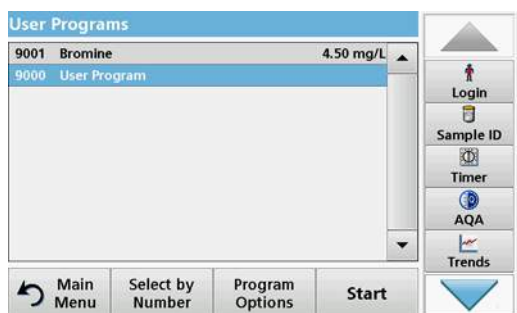 User Programs
9001 Bromine 4.50 mg/L
9000 User Program
Login
Sample ID
Timer
AQA
Trends
Main
Menu
Select by
Number
Program
Options
Start